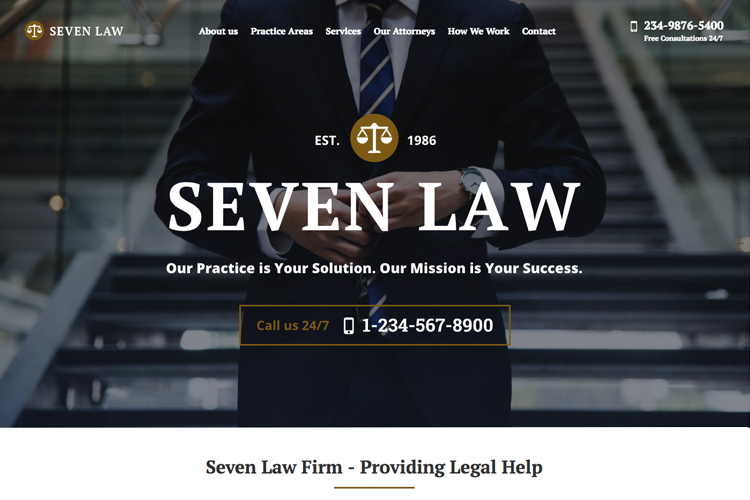 SEVEN LAW
About us Practice Areas Services Our Attorneys How We Work Contact
234-9876-5400
Free Consultations 24/7
EST. 1986
SEVEN LAW
Our Practice is Your Solution. Our Mission is Your Success.
Call us 24/7 1-234-567-8900
Seven Law Firm - Providing Legal Help